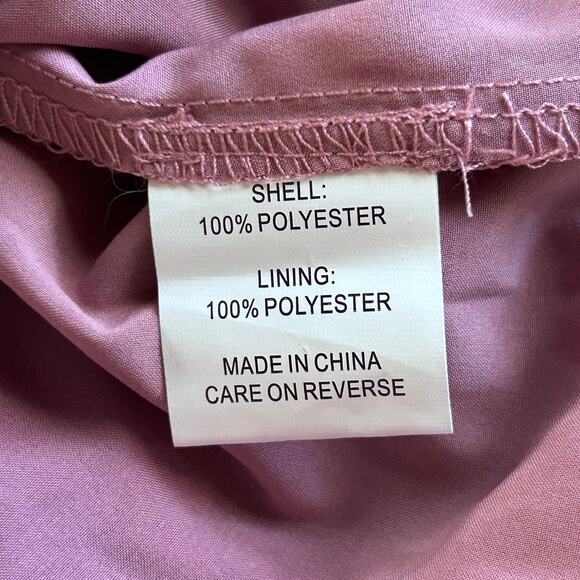 SHELL:
100% POLYESTER
LINING:
100% POLYESTER
MADE IN CHINA
CARE ON REVERSE